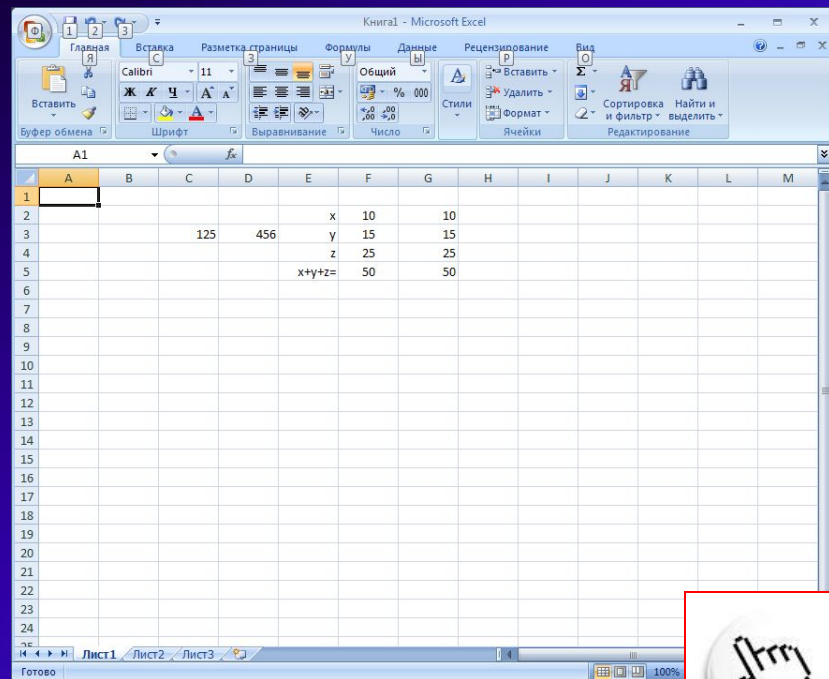 Книга1 - Microsoft Excel
Ф 1 2 3
Главная Вставка Разметка страницы Формулы Данные Рецензирование Вид
Я С З У Ы Р О
Calibri 11 Общий Вставить Σ
Вставить Ж К Ч A A % 000 Стили Удалить Сортировка и фильтр Найти и выделить
A ,00 ,0 Формат
Буфер обмена Шрифт Выравнивание Число Ячейки Редактирование
A1 fx
A B C D E F G H I J K L M
1
2 x 10 10
3 125 456 y 15 15
4 z 25 25
5 x+y+z= 50 50
6
7
8
9
10
11
12
13
14
15
16
17
18
19
20
21
22
23
24
25
Лист1 Лист2 Лист3
Готово 100%